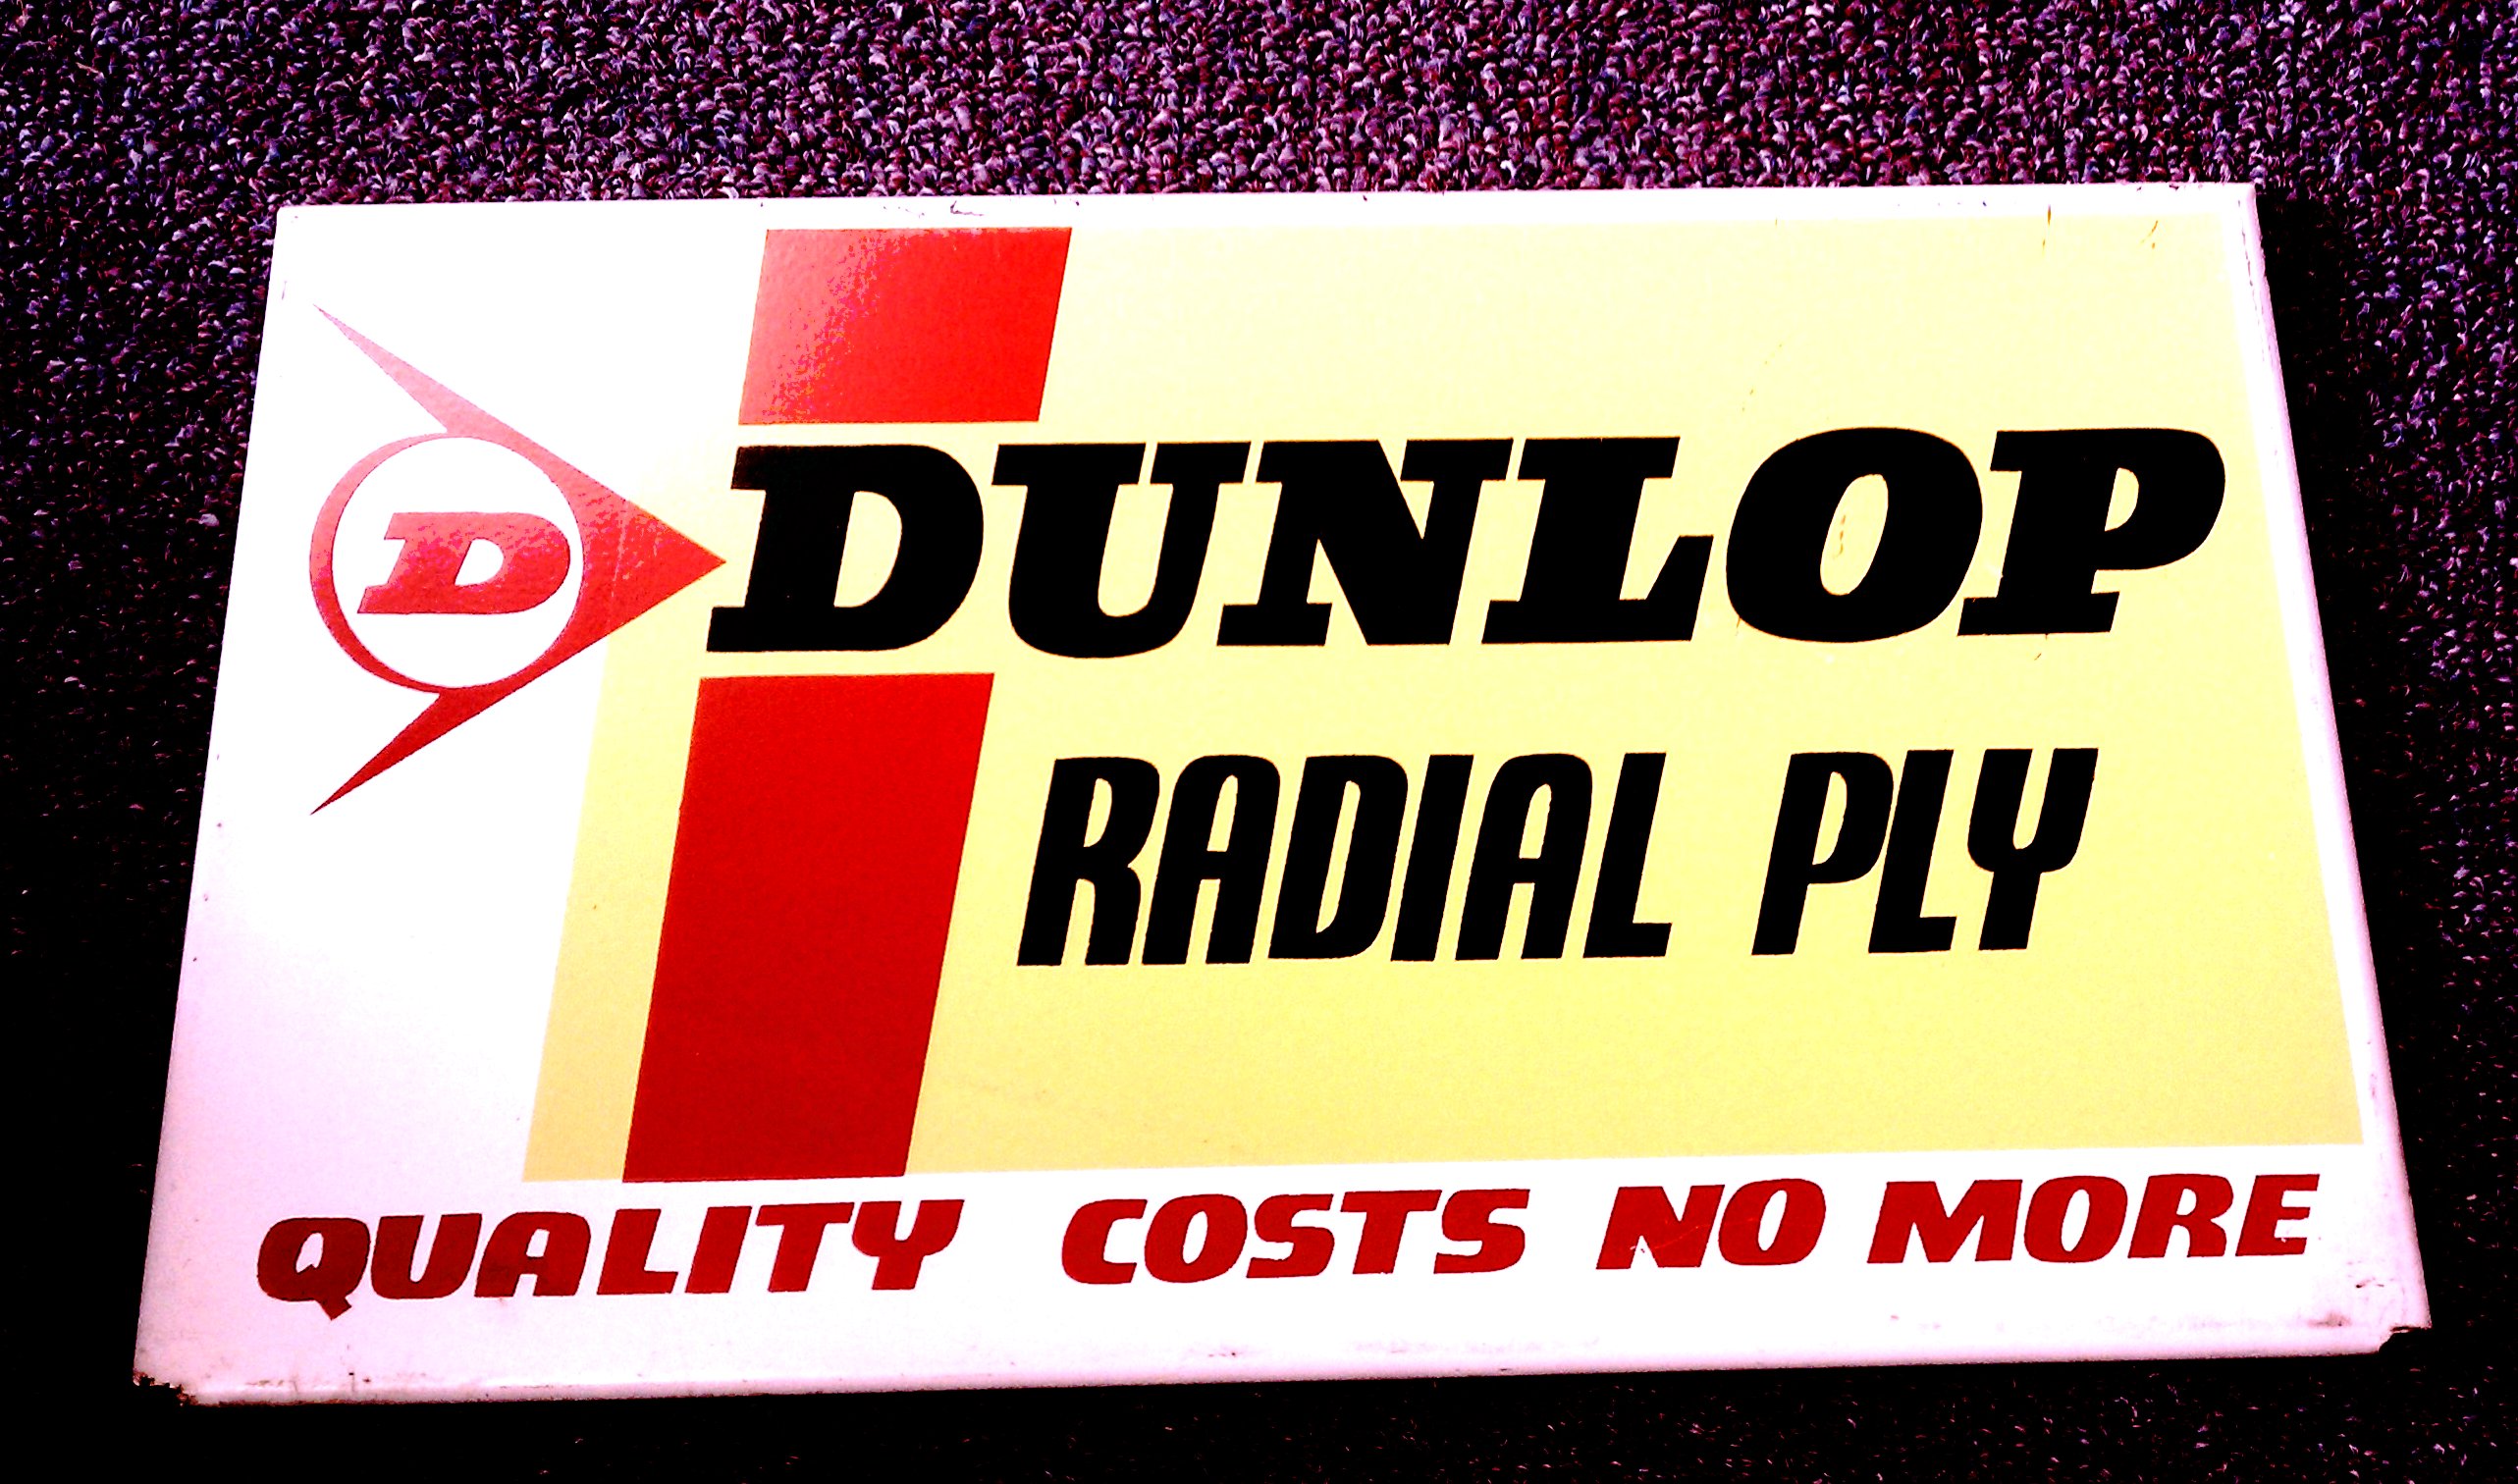 D
DUNLOP
RADIAL PLY
QUALITY COSTS NO MORE